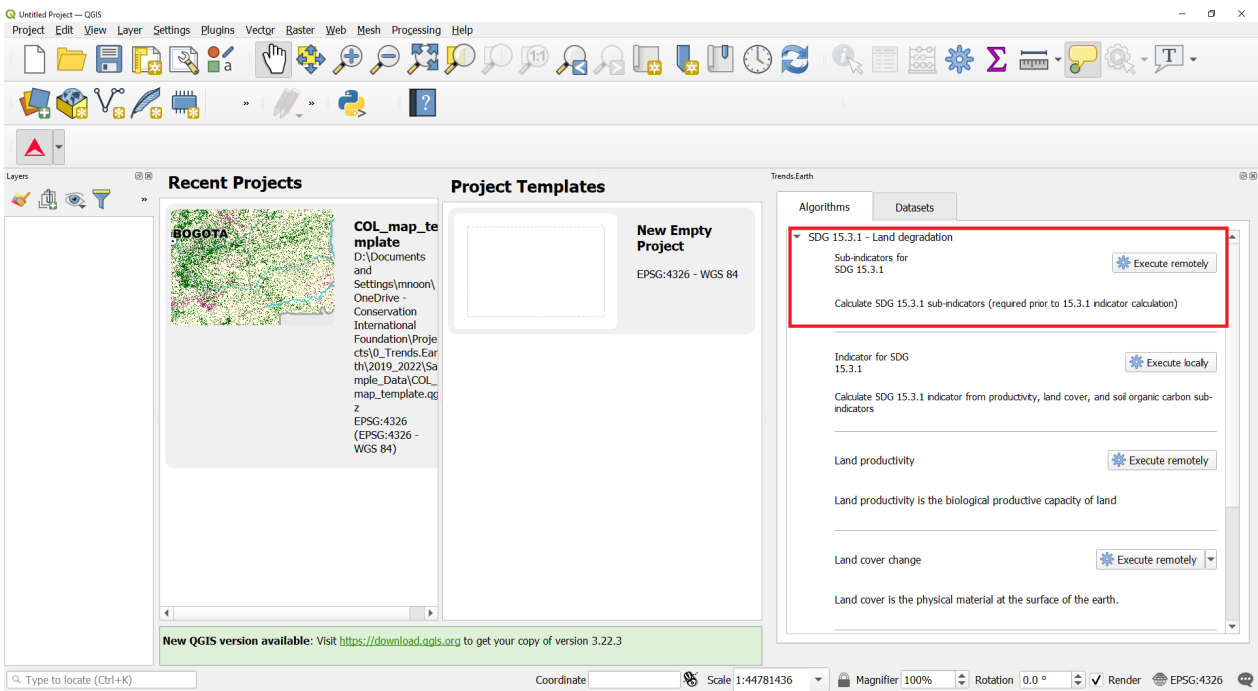 Untitled Project — QGIS
Project Edit View Layer Settings Plugins Vector Raster Web Mesh Processing Help
a
1:1
T
?
Layers
»
»
»
Recent Projects
BOGOTA
COL_map_te
mplate
D:\Documents
and
Settings\mnoon\
OneDrive -
Conservation
International
Foundation\Proje
cts\0_Trends.Ear
th\2019_2022\Sa
mple_Data\COL_
map_template.qg
z
EPSG:4326
(EPSG:4326 -
WGS 84)
Project Templates
New Empty
Project
EPSG:4326 - WGS 84
New QGIS version available: Visit https://download.qgis.org to get your copy of version 3.22.3
Trends.Earth
Algorithms
Datasets
SDG 15.3.1 - Land degradation
Sub-indicators for
SDG 15.3.1
Execute remotely
Calculate SDG 15.3.1 sub-indicators (required prior to 15.3.1 indicator calculation)
Indicator for SDG
15.3.1
Execute locally
Calculate SDG 15.3.1 indicator from productivity, land cover, and soil organic carbon sub-
indicators
Land productivity
Execute remotely
Land productivity is the biological productive capacity of land
Land cover change
Execute remotely
Land cover is the physical material at the surface of the earth.
Type to locate (Ctrl+K)
Coordinate
Scale 1:44781436
Magnifier 100%
Rotation 0.0 °
Render
EPSG:4326